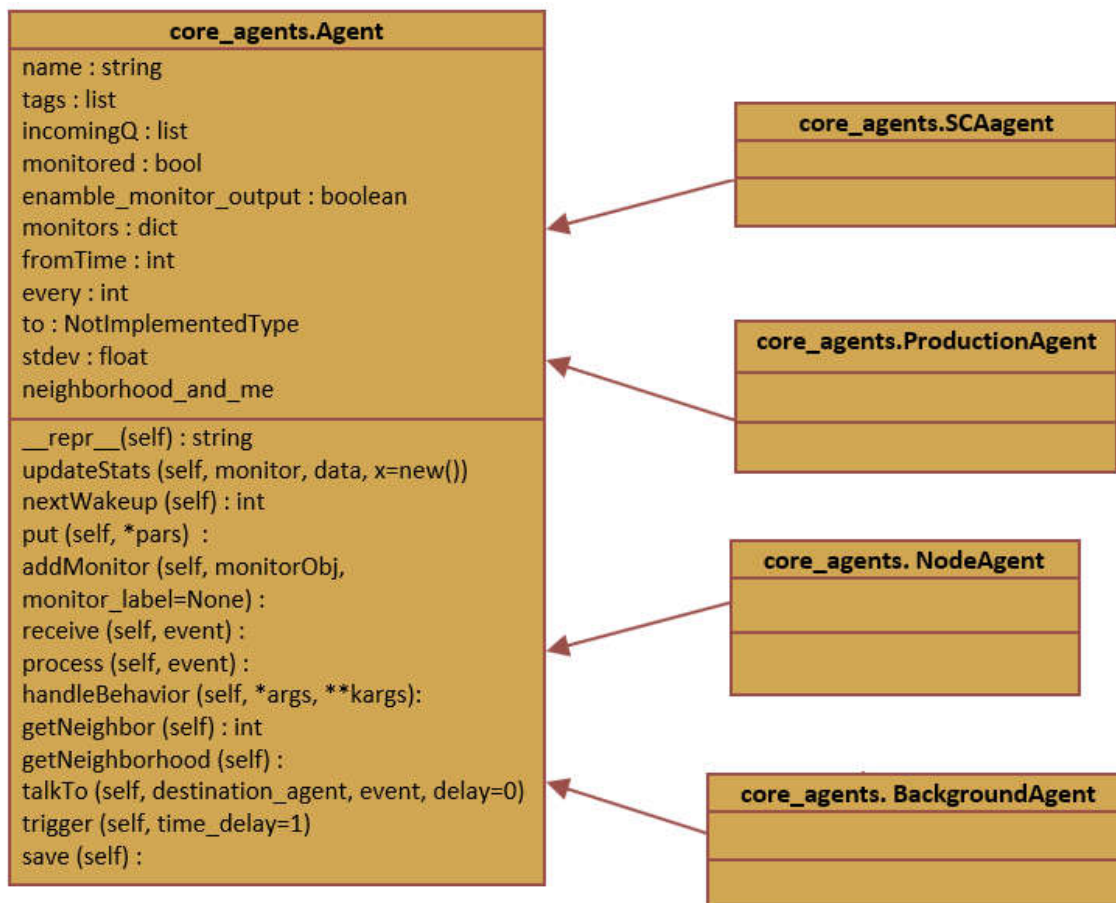 core_agents.Agent
name : string
tags : list
incomingQ : list
monitored : bool
enamble_monitor_output : boolean
monitors : dict
fromTime : int
every : int
to : NotImplementedType
stdev : float
neighborhood_and_me
__repr__(self) : string
updateStats (self, monitor, data, x=new())
nextWakeup (self) : int
put (self, *pars)  :
addMonitor (self, monitorObj,
monitor_label=None) :
receive (self, event) :
process (self, event) :
handleBehavior (self, *args, **kargs):
getNeighbor (self) : int
getNeighborhood (self) :
talkTo (self, destination_agent, event, delay=0)
trigger (self, time_delay=1)
save (self) :
core_agents.SCAagent
core_agents.ProductionAgent
core_agents. NodeAgent
core_agents. BackgroundAgent